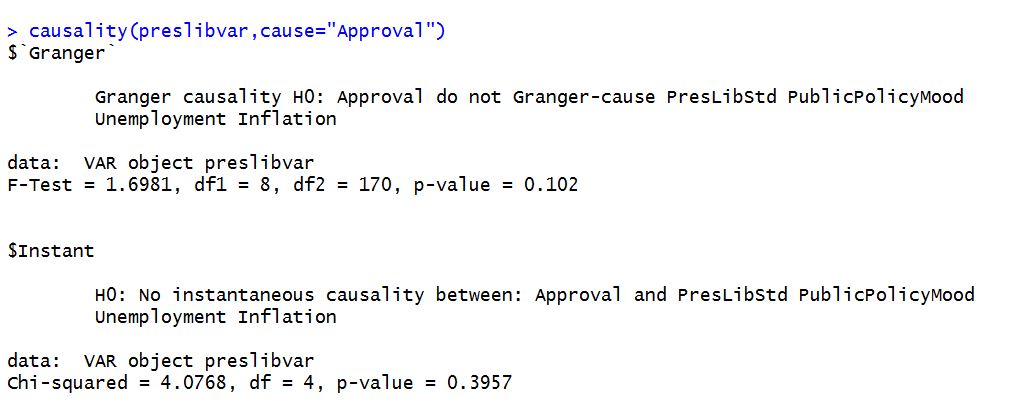 > causality(preslibvar,cause="Approval")
$`Granger`
Granger causality H0: Approval do not Granger-cause PresLibStd PublicPolicyMood
Unemployment Inflation
data:  VAR object preslibvar
F-Test = 1.6981, df1 = 8, df2 = 170, p-value = 0.102
$Instant
H0: No instantaneous causality between: Approval and PresLibStd PublicPolicyMood
Unemployment Inflation
data:  VAR object preslibvar
Chi-squared = 4.0768, df = 4, p-value = 0.3957